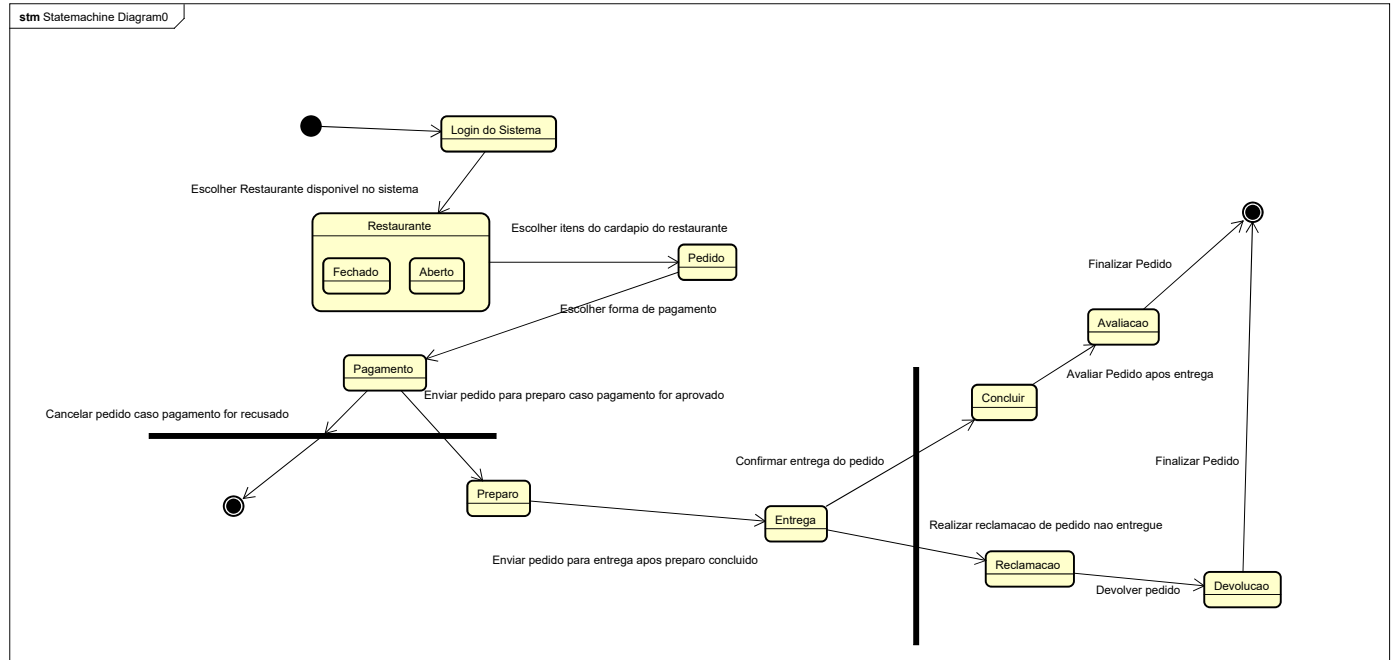 stm Statemachine Diagram0
Login do Sistema
Escolher Restaurante disponivel no sistema
Restaurante
Fechado
Aberto
Escolher itens do cardapio do restaurante
Pedido
Escolher forma de pagamento
Pagamento
Enviar pedido para preparo caso pagamento for aprovado
Cancelar pedido caso pagamento for recusado
Preparo
Enviar pedido para entrega apos preparo concluido
Entrega
Confirmar entrega do pedido
Concluir
Avaliar Pedido apos entrega
Avaliacao
Finalizar Pedido
Realizar reclamacao de pedido nao entregue
Reclamacao
Devolver pedido
Devolucao
Finalizar Pedido